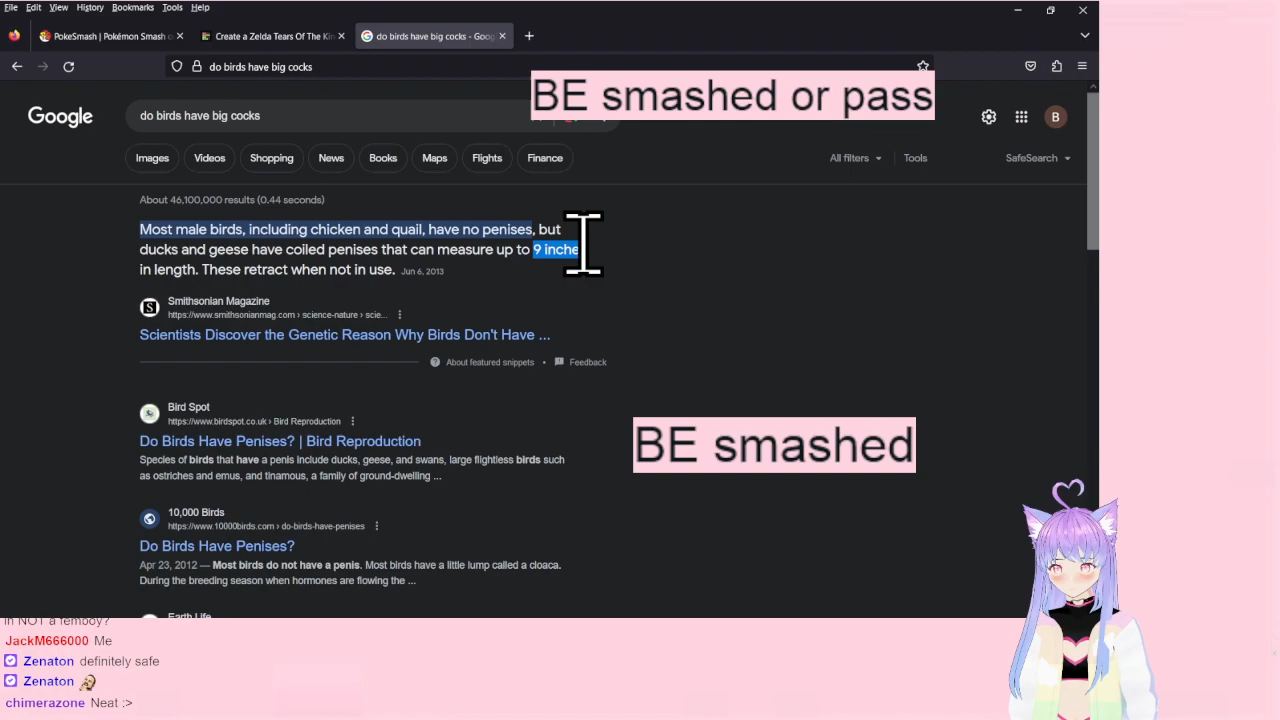 File Edit View History Bookmarks Tools Help
PokeSmash | Pokémon Smash o
Create a Zelda Tears Of The Kin
do birds have big cocks - Goog
do birds have big cocks
BE smashed or pass
Google
do birds have big cocks
B
Images Videos Shopping News Books Maps Flights Finance
All filters Tools SafeSearch
About 46,100,000 results (0.44 seconds)
Most male birds, including chicken and quail, have no penises, but
ducks and geese have coiled penises that can measure up to 9 inche
in length. These retract when not in use. Jun 6, 2013
S
Smithsonian Magazine
https://www.smithsonianmag.com › science-nature › scie...
Scientists Discover the Genetic Reason Why Birds Don't Have ...
About featured snippets • Feedback
Bird Spot
https://www.birdspot.co.uk › Bird Reproduction
Do Birds Have Penises? | Bird Reproduction
Species of birds that have a penis include ducks, geese, and swans, large flightless birds such
as ostriches and emus, and tinamous, a family of ground-dwelling ...
BE smashed
10,000 Birds
https://www.10000birds.com › do-birds-have-penises
Do Birds Have Penises?
Apr 23, 2012 — Most birds do not have a penis. Most birds have a little lump called a cloaca.
During the breeding season when hormones are flowing the ...
Earth Life
in NOT a femboy?
JackM666000 Me
Zenaton definitely safe
Zenaton
chimerazone Neat :>